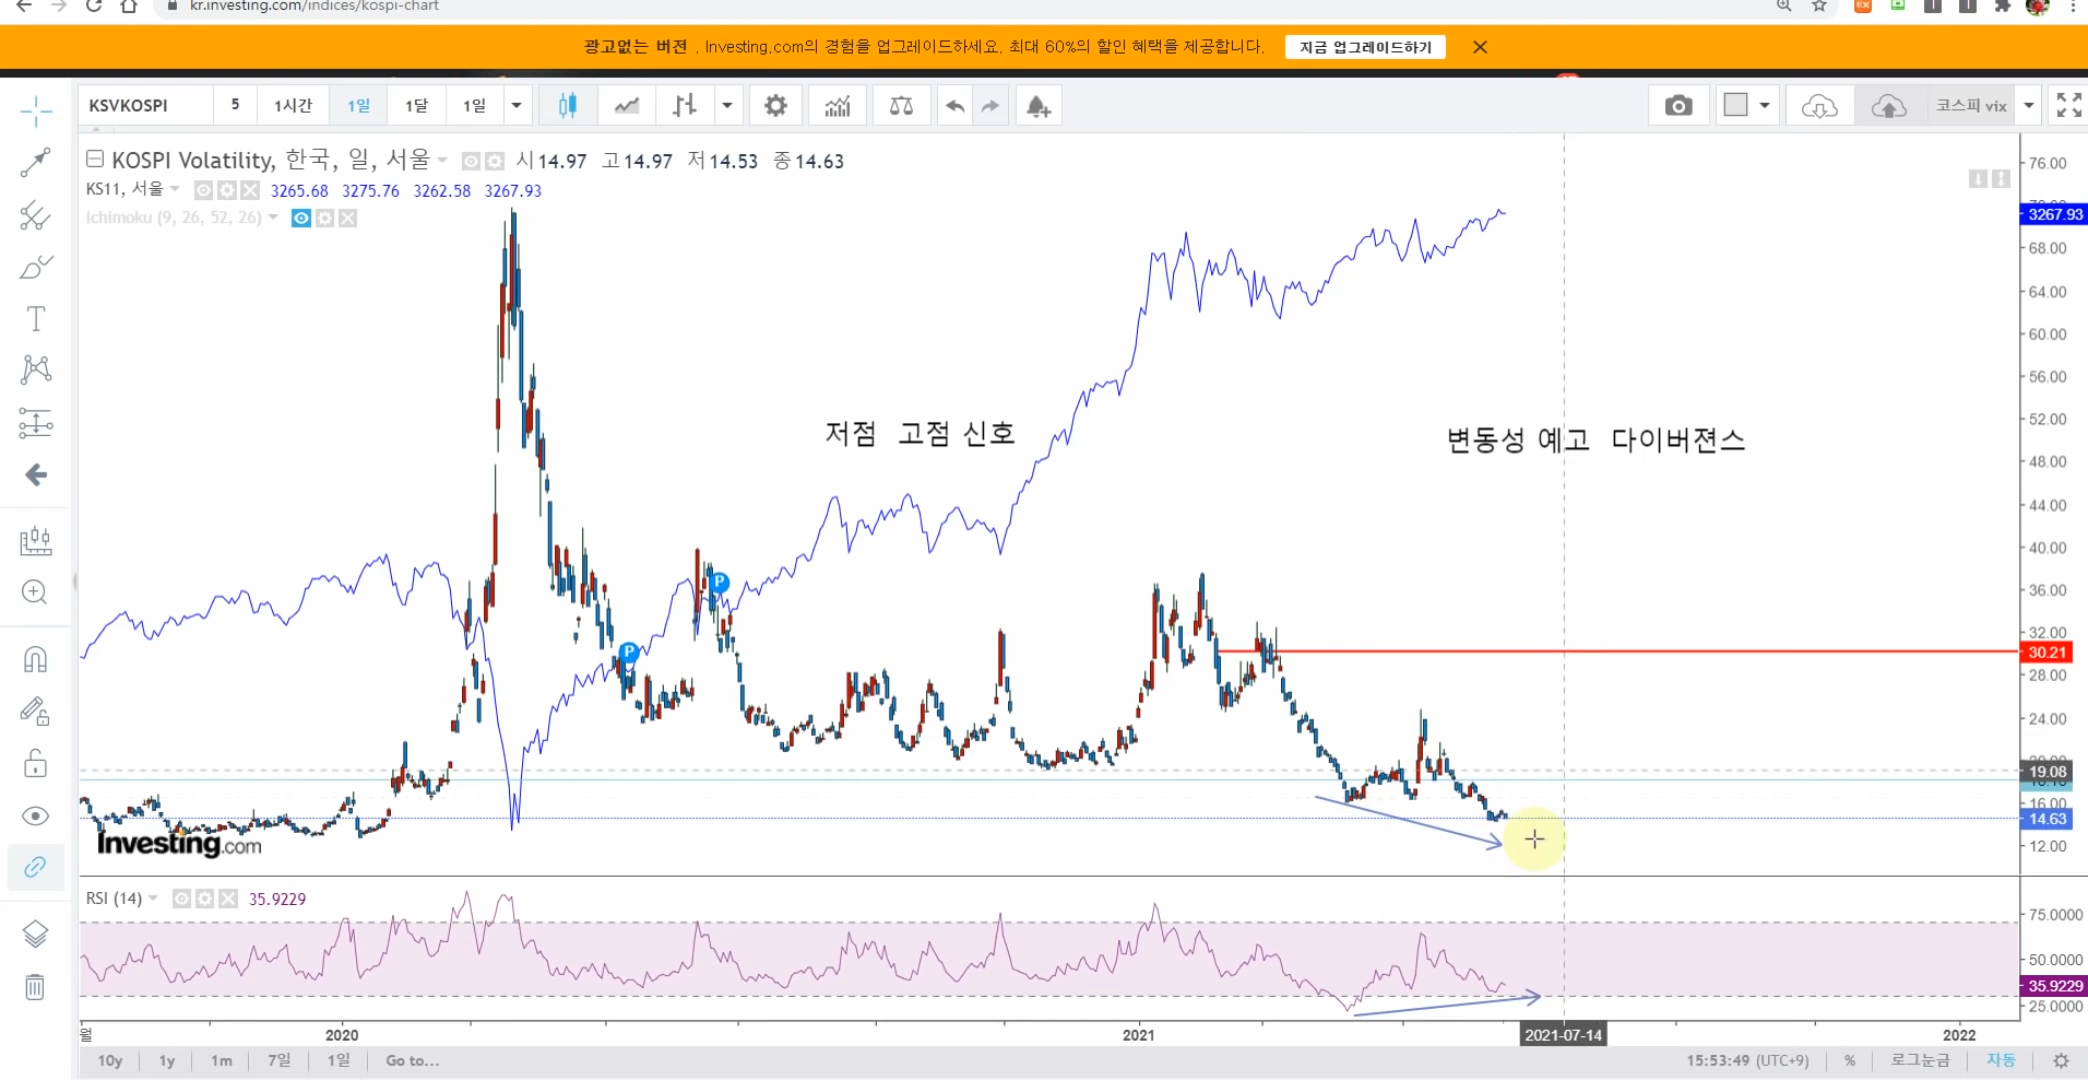 kr.investing.com/indices/kospi-chart
광고없는 버전 . Investing.com의 경험을 업그레이드하세요. 최대 60%의 할인 혜택을 제공합니다. 지금 업그레이드하기
KSVKOSPI 5 1시간 1일 1달 1일 코스피 vix
KOSPI Volatility, 한국, 일, 서울 시14.97 고14.97 저14.53 종14.63
KS11, 서울 3265.68 3275.76 3262.58 3267.93
Ichimoku (9, 26, 52, 26)
76.00
3267.93
68.00
64.00
60.00
56.00
52.00
저점 고점 신호
변동성 예고 다이버젼스
48.00
44.00
40.00
36.00
P
P
32.00
30.21
28.00
24.00
19.08
16.00
14.63
12.00
Investing.com
RSI (14) 35.9229
75.0000
50.0000
35.9229
25.0000
월 2020 2021 2021-07-14 2022
10y 1y 1m 7일 1일 Go to... 15:53:49 (UTC+9) % 로그눈금 자동